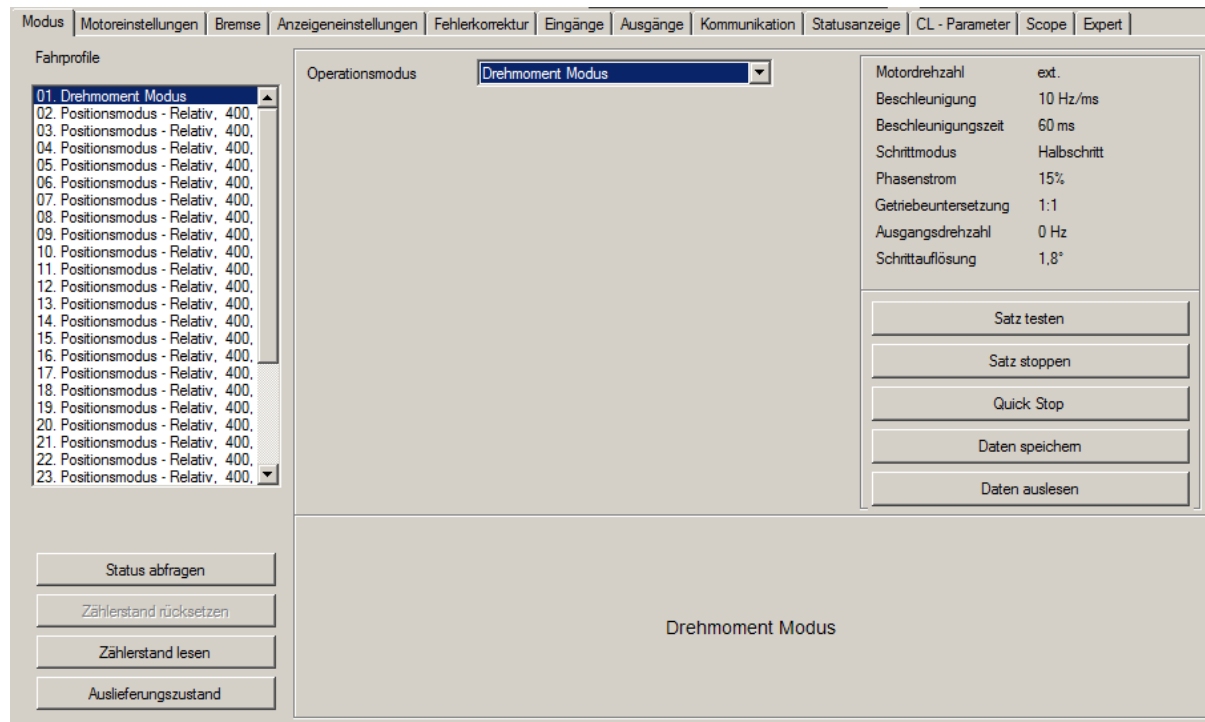 Modus Motoreinstellungen Bremse Anzeigeneinstellungen Fehlerkorrektur Eingänge Ausgänge Kommunikation Statusanzeige CL - Parameter Scope Expert
Fahrprofile
01. Drehmoment Modus
02. Positionsmodus - Relativ, 400,
03. Positionsmodus - Relativ, 400,
04. Positionsmodus - Relativ, 400,
05. Positionsmodus - Relativ, 400,
06. Positionsmodus - Relativ, 400,
07. Positionsmodus - Relativ, 400,
08. Positionsmodus - Relativ, 400,
09. Positionsmodus - Relativ, 400,
10. Positionsmodus - Relativ, 400,
11. Positionsmodus - Relativ, 400,
12. Positionsmodus - Relativ, 400,
13. Positionsmodus - Relativ, 400,
14. Positionsmodus - Relativ, 400,
15. Positionsmodus - Relativ, 400,
16. Positionsmodus - Relativ, 400,
17. Positionsmodus - Relativ, 400,
18. Positionsmodus - Relativ, 400,
19. Positionsmodus - Relativ, 400,
20. Positionsmodus - Relativ, 400,
21. Positionsmodus - Relativ, 400,
22. Positionsmodus - Relativ, 400,
23. Positionsmodus - Relativ, 400,
Status abfragen
Zählerstand rücksetzen
Zählerstand lesen
Auslieferungszustand
Operationsmodus Drehmoment Modus
Motordrehzahl ext.
Beschleunigung 10 Hz/ms
Beschleunigungszeit 60 ms
Schrittmodus Halbschritt
Phasenstrom 15%
Getriebeuntersetzung 1:1
Ausgangsdrehzahl 0 Hz
Schrittauflösung 1,8°
Satz testen
Satz stoppen
Quick Stop
Daten speichern
Daten auslesen
Drehmoment Modus